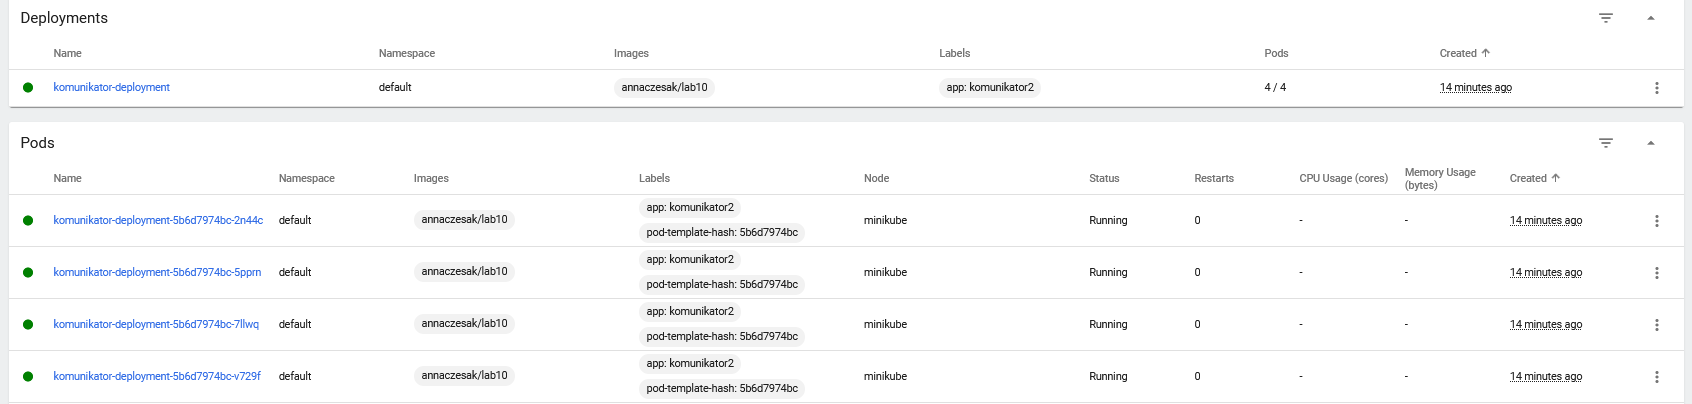 Deployments
Name Namespace Images Labels Pods Created
komunikator-deployment default annaczesak/lab10 app: komunikator2 4 / 4 14 minutes ago
Pods
Name Namespace Images Labels Node Status Restarts CPU Usage (cores) Memory Usage (bytes) Created
komunikator-deployment-5b6d7974bc-2n44c default annaczesak/lab10 app: komunikator2 minikube Running 0 - - 14 minutes ago
pod-template-hash: 5b6d7974bc
komunikator-deployment-5b6d7974bc-5pprn default annaczesak/lab10 app: komunikator2 minikube Running 0 - - 14 minutes ago
pod-template-hash: 5b6d7974bc
komunikator-deployment-5b6d7974bc-7llwq default annaczesak/lab10 app: komunikator2 minikube Running 0 - - 14 minutes ago
pod-template-hash: 5b6d7974bc
komunikator-deployment-5b6d7974bc-v729f default annaczesak/lab10 app: komunikator2 minikube Running 0 - - 14 minutes ago
pod-template-hash: 5b6d7974bc